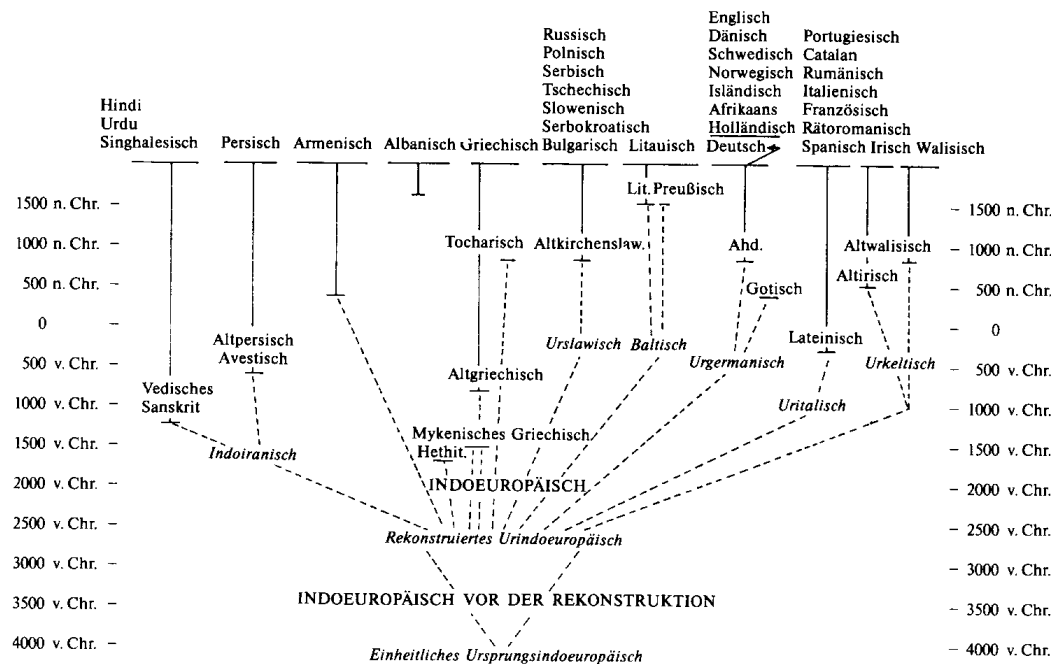 Englisch
Russisch Dänisch Portugiesisch
Polnisch Schwedisch Catalan
Serbisch Norwegisch Rumänisch
Hindi Tschechisch Isländisch Italienisch
Urdu Slowenisch Afrikaans Französisch
Serbokroatisch Holländisch Rätoromanisch
Singhalesisch Persisch Armenisch Albanisch Griechisch Bulgarisch Litauisch Deutsch Spanisch Irisch Walisisch
Lit. Preußisch
1500 n. Chr. – – 1500 n. Chr.
1000 n. Chr. – Tocharisch Altkirchenslaw. Ahd. Altwalisisch – 1000 n. Chr.
500 n. Chr. – Gotisch Altirisch – 500 n. Chr.
0 – – 0
Altpersisch Urslawisch Baltisch Lateinisch
Avestisch Urgermanisch Urkeltisch
500 v. Chr. – – 500 v. Chr.
Altgriechisch
Vedisches
1000 v. Chr. – Sanskrit Uritalisch – 1000 v. Chr.
Mykenisches Griechisch
1500 v. Chr. – Indoiranisch Hethit. – 1500 v. Chr.
2000 v. Chr. – INDOEUROPÄISCH – 2000 v. Chr.
2500 v. Chr. – Rekonstruiertes Urindoeuropäisch – 2500 v. Chr.
3000 v. Chr. – – 3000 v. Chr.
3500 v. Chr. – INDOEUROPÄISCH VOR DER REKONSTRUKTION – 3500 v. Chr.
4000 v. Chr. – Einheitliches Ursprungsindoeuropäisch – 4000 v. Chr.